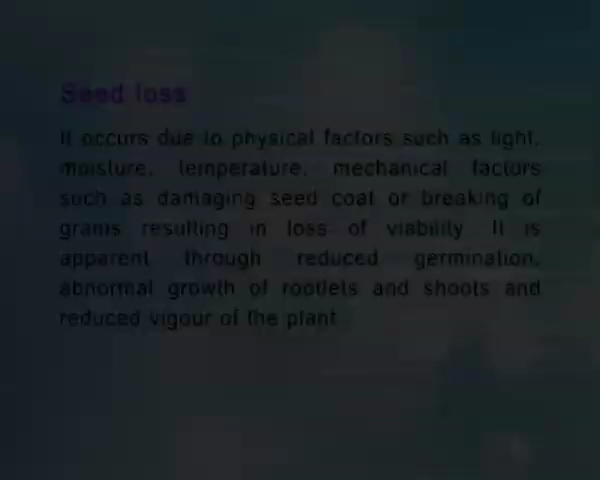 Seed loss
It occurs due to physical factors such as light,
moisture, temperature, mechanical factors
such as damaging seed coat or breaking of
grains resulting in loss of viability. It is
apparent through reduced germination,
abnormal growth of rootlets and shoots and
reduced vigour of the plant.